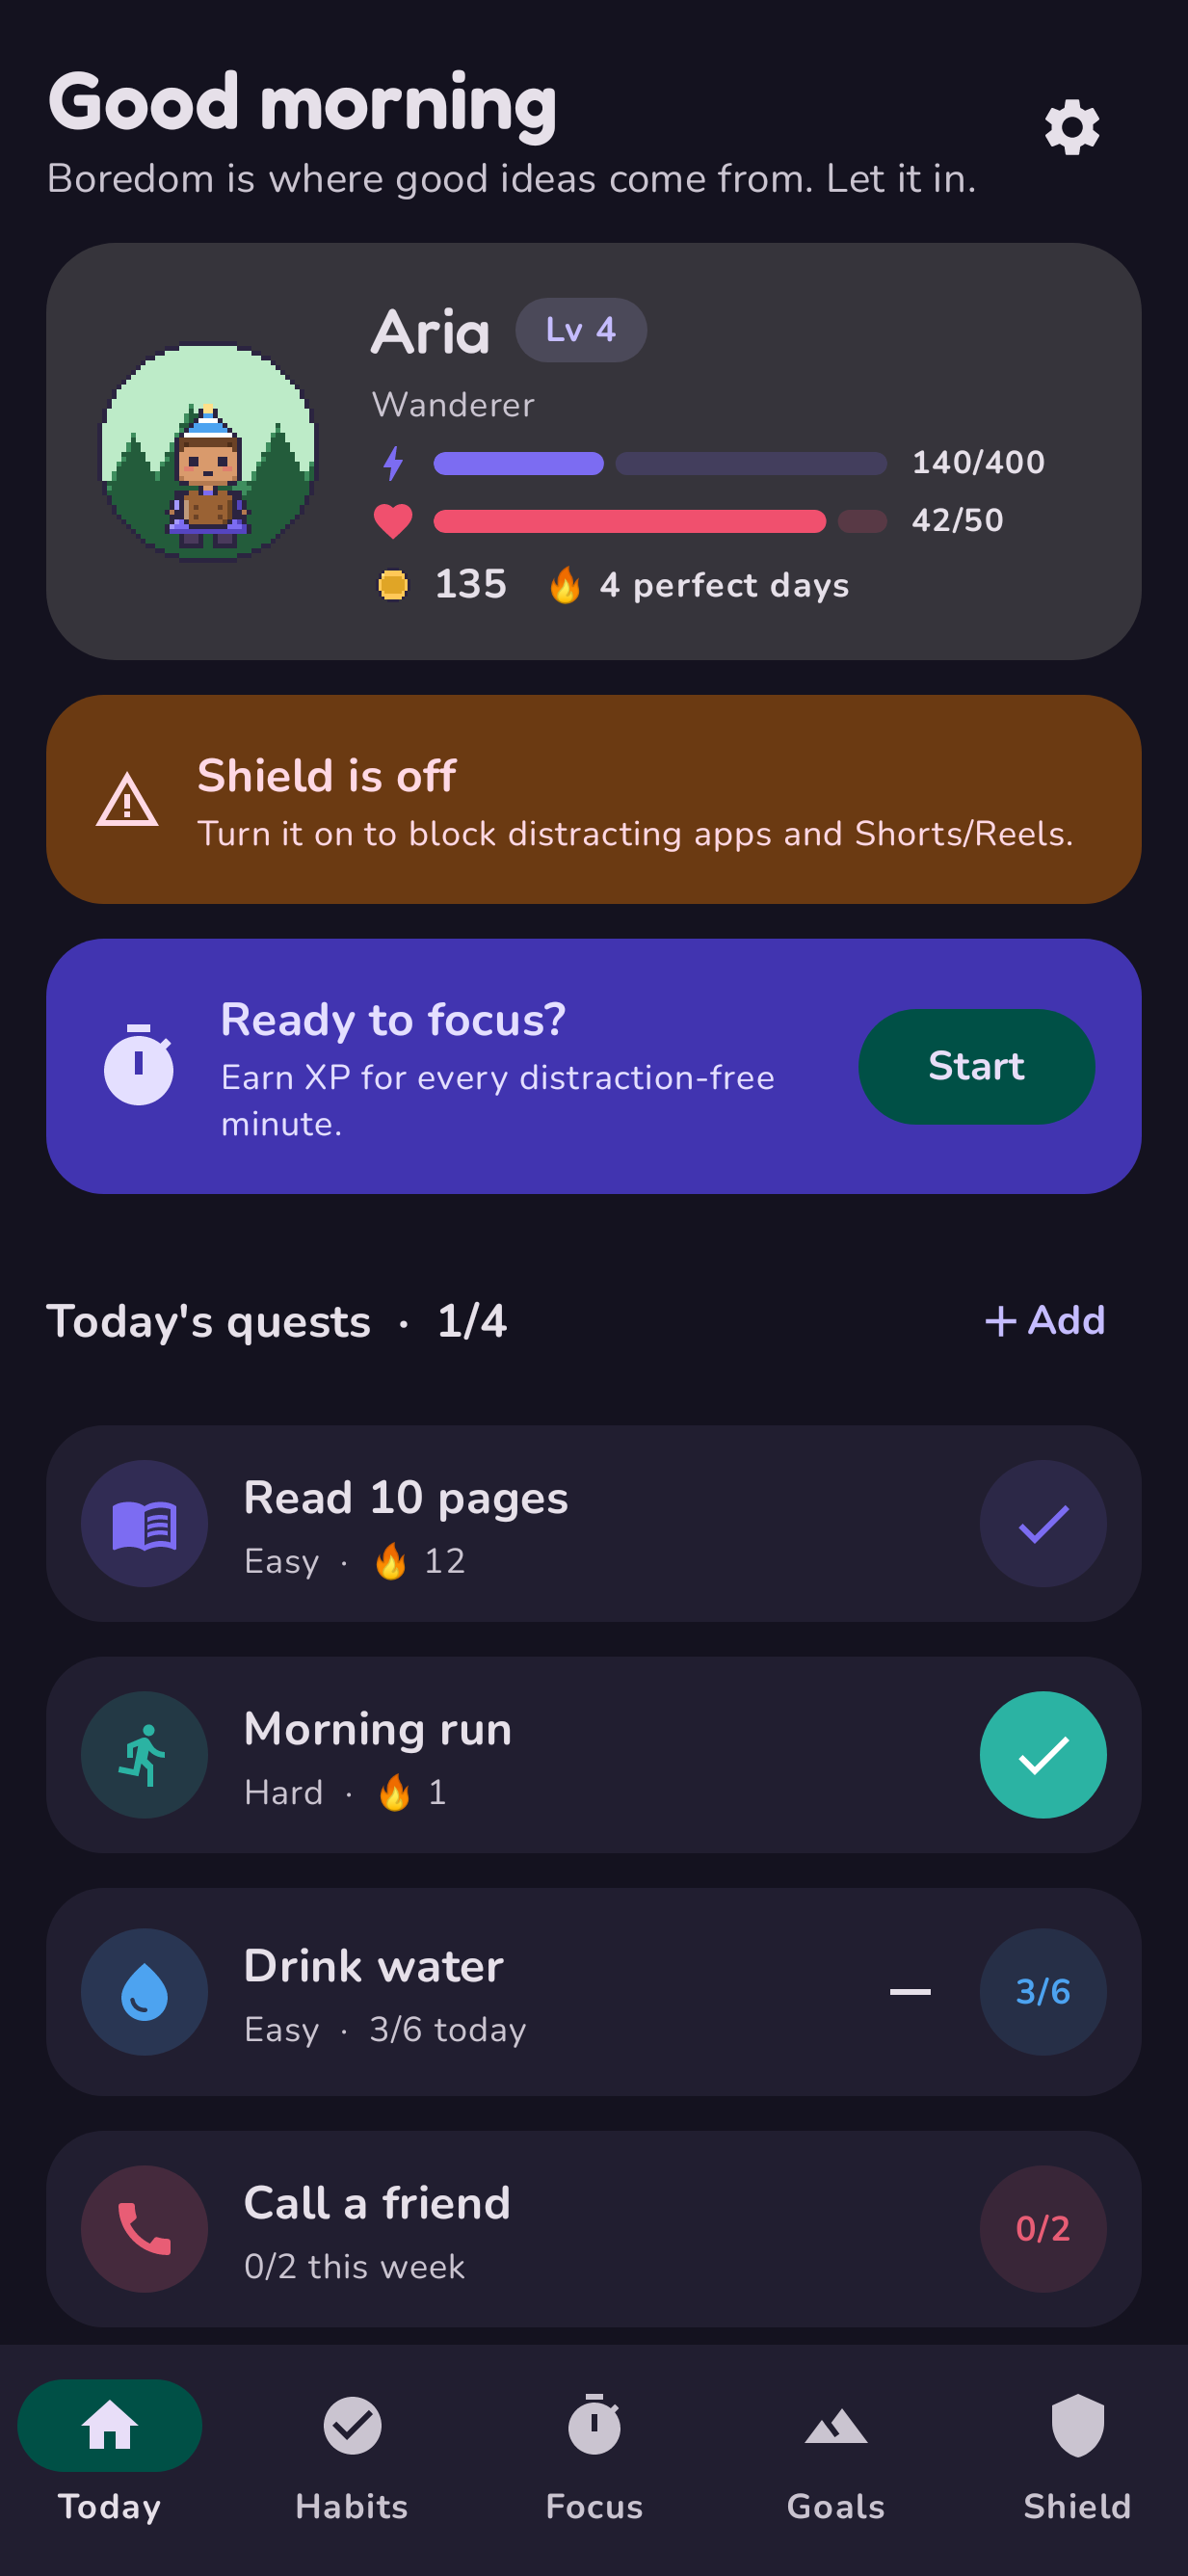 Good morning
Boredom is where good ideas come from. Let it in.
Aria Lv 4
Wanderer
140/400
42/50
135 🔥 4 perfect days
Shield is off
Turn it on to block distracting apps and Shorts/Reels.
Ready to focus?
Earn XP for every distraction-free
minute.
Start
Today's quests · 1/4
+ Add
Read 10 pages
Easy · 🔥 12
Morning run
Hard · 🔥 1
Drink water
Easy · 3/6 today
3/6
Call a friend
0/2 this week
0/2
Today
Habits
Focus
Goals
Shield